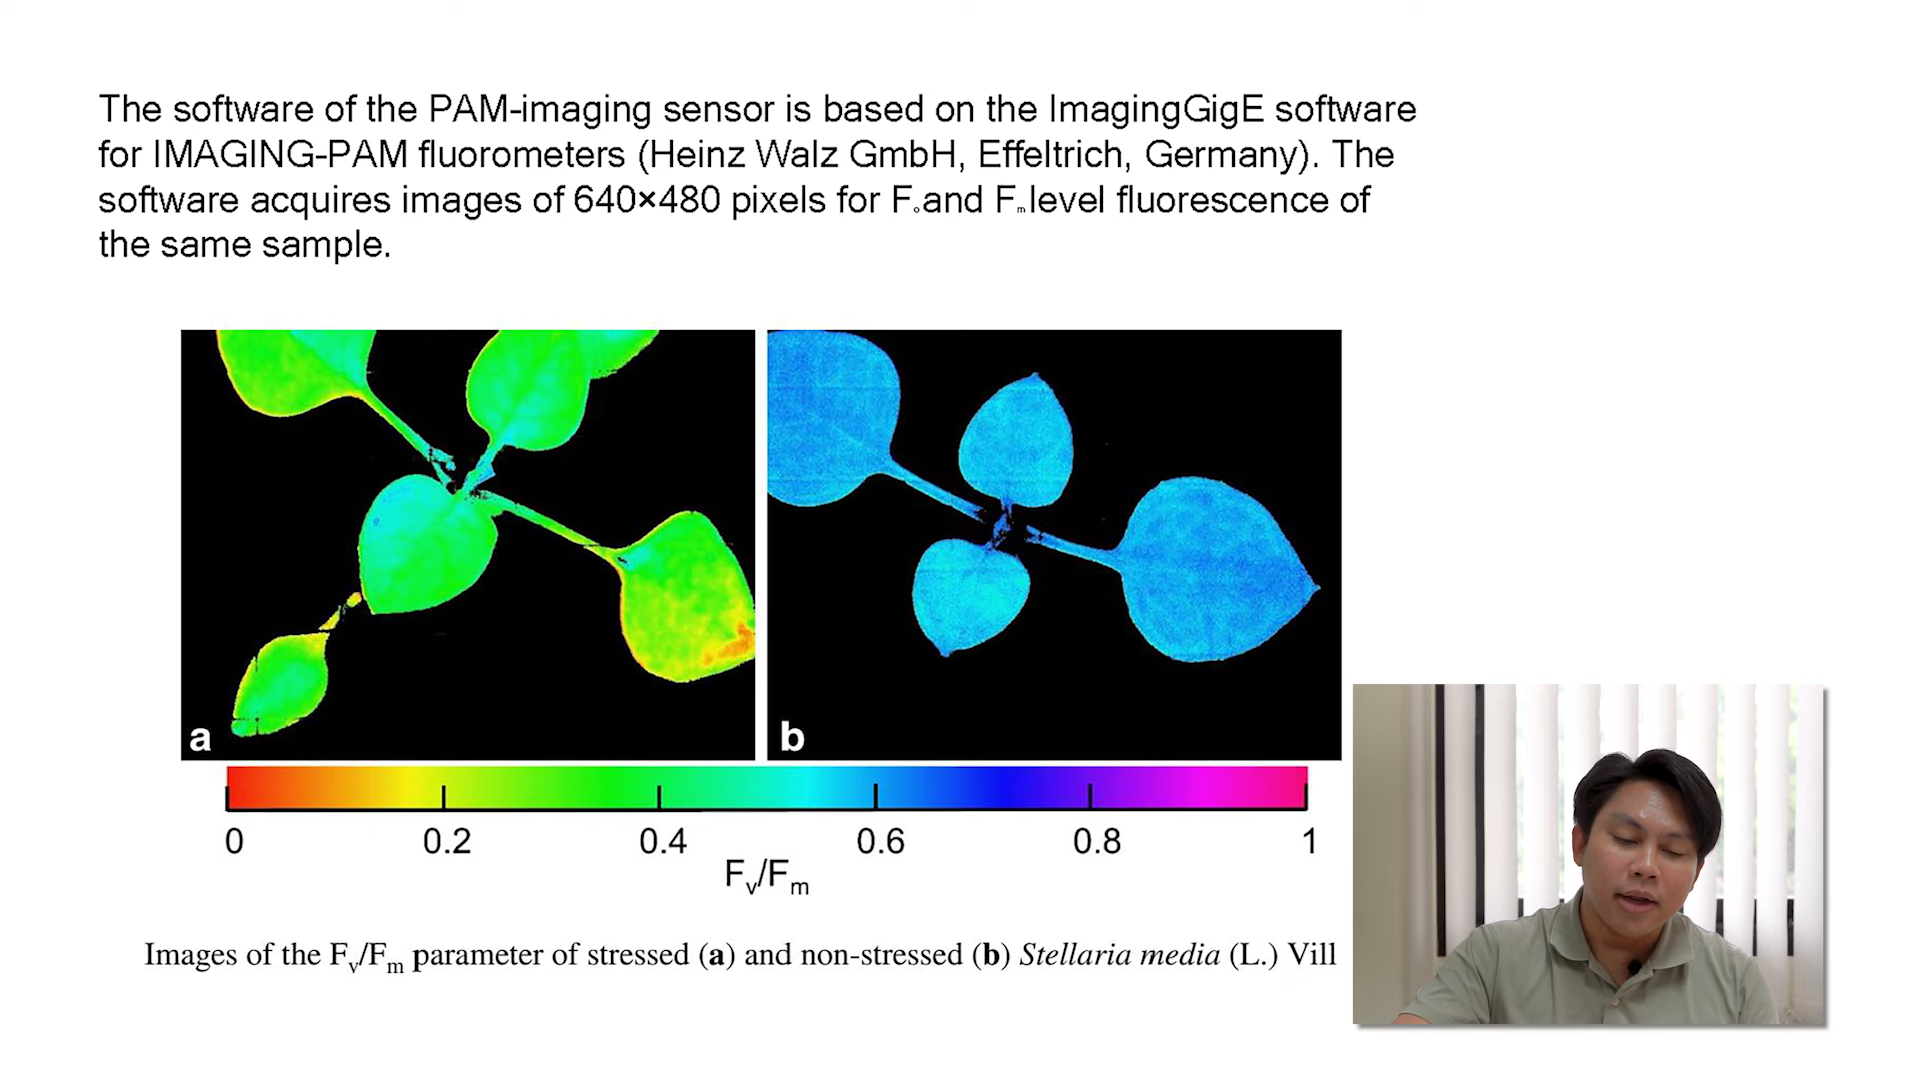 The software of the PAM-imaging sensor is based on the ImagingGigE software
for IMAGING-PAM fluorometers (Heinz Walz GmbH, Effeltrich, Germany). The
software acquires images of 640×480 pixels for Fₒ and Fₘ level fluorescence of
the same sample.
a
b
0 0.2 0.4 0.6 0.8 1
Fᵥ/Fₘ
Images of the Fᵥ/Fₘ parameter of stressed (a) and non-stressed (b) Stellaria media (L.) Vill